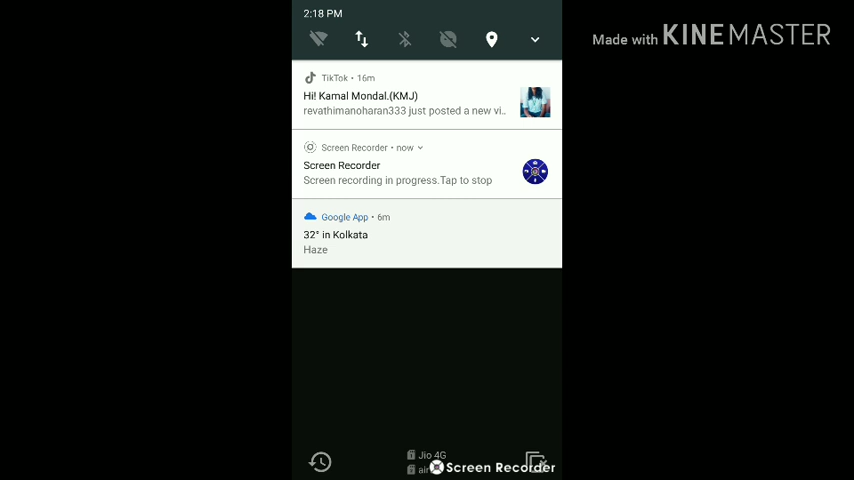 2:18 PM
Made with KINEMASTER
TikTok • 16m
Hi! Kamal Mondal.(KMJ)
revathimanoharan333 just posted a new vi..
Screen Recorder • now
Screen Recorder
Screen recording in progress.Tap to stop
Google App • 6m
32° in Kolkata
Haze
Jio 4G
Screen Recorder